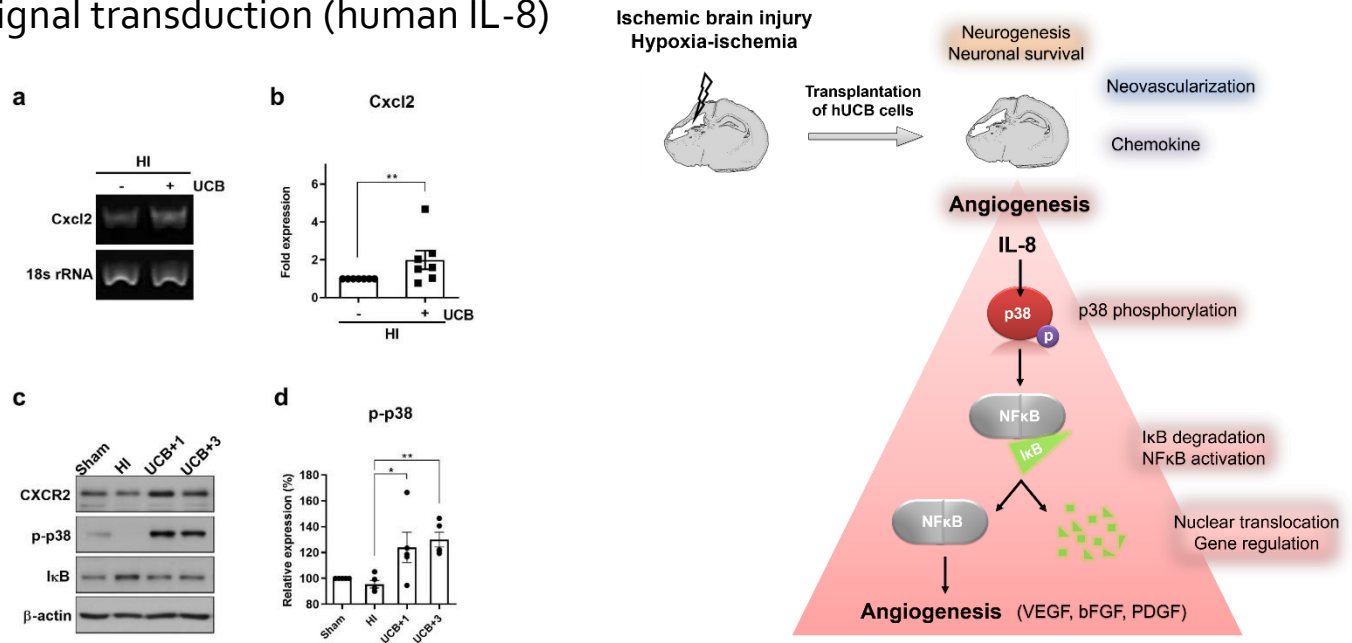 ignal transduction (human IL-8)
a
HI
- + UCB
Cxcl2
18s rRNA
b
Cxcl2
**
Fold expression
6
4
2
0
- + UCB
HI
c
Sham HI UCB+1 UCB+3
CXCR2
p-p38
IκB
β-actin
d
p-p38
**
*
Relative expression (%)
180
160
140
120
100
80
Sham HI UCB+1 UCB+3
Ischemic brain injury
Hypoxia-ischemia
Transplantation
of hUCB cells
Neurogenesis
Neuronal survival
Neovascularization
Chemokine
Angiogenesis
IL-8
p38
p
p38 phosphorylation
NFκB
IκB
IκB degradation
NFκB activation
NFκB
Nuclear translocation
Gene regulation
Angiogenesis (VEGF, bFGF, PDGF)